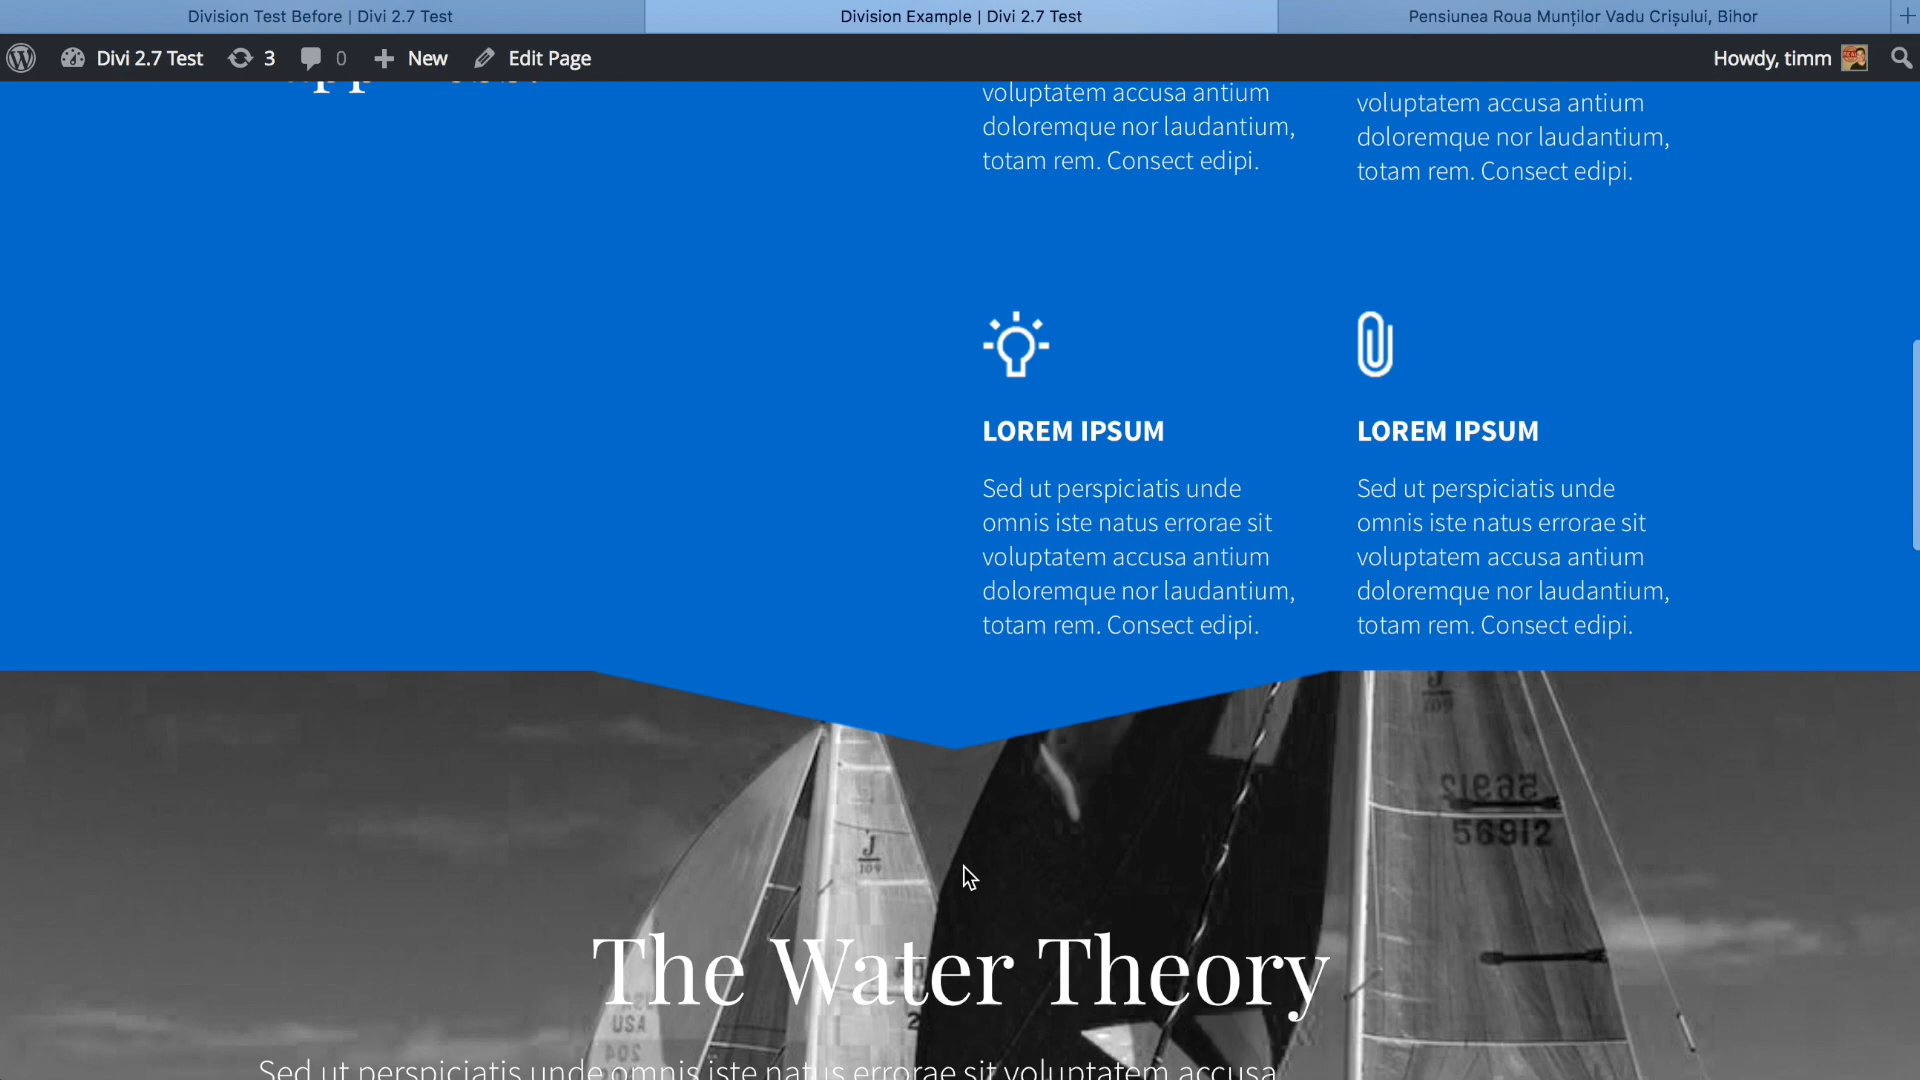 Division Test Before | Divi 2.7 Test
Division Example | Divi 2.7 Test
Pensiunea Roua Munților Vadu Crișului, Bihor
Divi 2.7 Test
3
0
New
Edit Page
Howdy, timm
voluptatem accusa antium
doloremque nor laudantium,
totam rem. Consect edipi.
voluptatem accusa antium
doloremque nor laudantium,
totam rem. Consect edipi.
LOREM IPSUM
Sed ut perspiciatis unde
omnis iste natus errorae sit
voluptatem accusa antium
doloremque nor laudantium,
totam rem. Consect edipi.
LOREM IPSUM
Sed ut perspiciatis unde
omnis iste natus errorae sit
voluptatem accusa antium
doloremque nor laudantium,
totam rem. Consect edipi.
J
109
56912
The Water Theory
USA
Sed ut perspiciatis unde omnis iste natus errorae sit voluptatem accusa